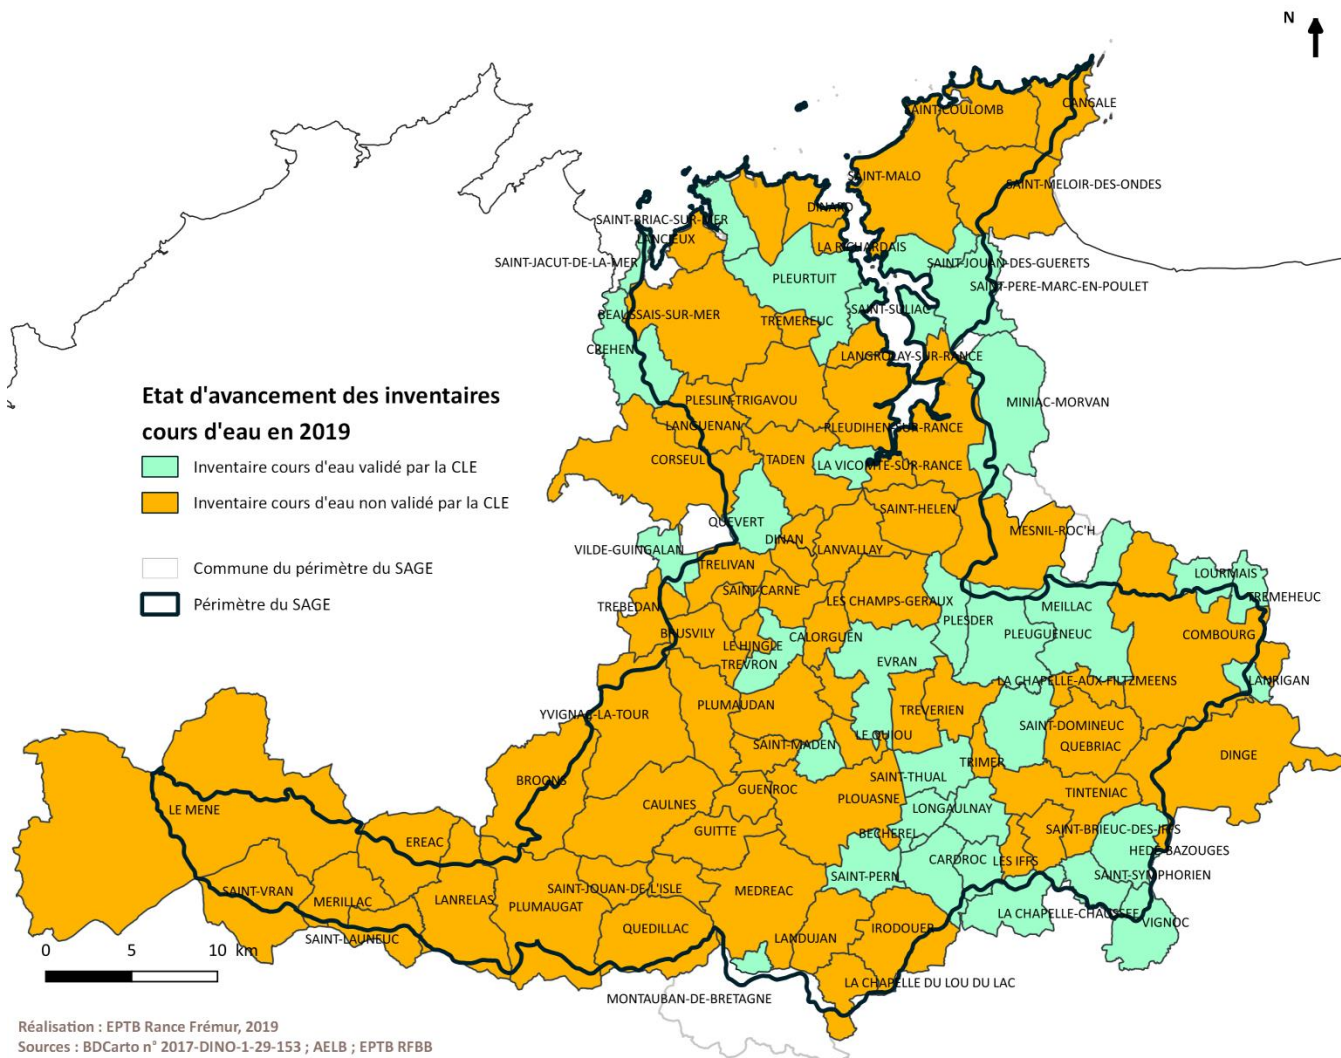 N
CANCALE
SAINT-COULOMB
SAINT-MALO
SAINT-MELOIR-DES-ONDES
DINARD
SAINT-BRIAC-SUR-MER
LANCIEUX
LA RICHARDAIS
SAINT-JACUT-DE-LA-MER
SAINT-JOUAN-DES-GUERETS
PLEURTUIT
SAINT-PERE-MARC-EN-POULET
SAINT-SULIAC
BEAUSSAIS-SUR-MER
TREMEREUC
CREHEN
LANGROLAY-SUR-RANCE
Etat d'avancement des inventaires
cours d'eau en 2019
Inventaire cours d'eau validé par la CLE
Inventaire cours d'eau non validé par la CLE
Commune du périmètre du SAGE
Périmètre du SAGE
MINIAC-MORVAN
PLESLIN-TRIGAVOU
LANGUENAN
PLEUDIHEN-SUR-RANCE
CORSEUL
TADEN
LA VICOMTE-SUR-RANCE
SAINT-HELEN
QUEVERT
MESNIL-ROC'H
DINAN
VILDE-GUINGALAN
LANVALLAY
TRELIVAN
LOURMAIS
SAINT-CARNE
TREMEHEUC
LES CHAMPS-GERAUX
MEILLAC
TREBEDAN
PLESDER
BRUSVILY
CALORGUEN
PLEUGUENEUC
COMBOURG
LE HINGLE
TREVRON
EVRAN
LA CHAPELLE-AUX-FILTZMEENS
LANRIGAN
PLUMAUDAN
YVIGNAC-LA-TOUR
TREVERIEN
SAINT-DOMINEUC
LE QUIOU
SAINT-MADEN
QUEBRIAC
DINGE
TRIMER
BROONS
SAINT-THUAL
GUENROC
TINTENIAC
PLOUASNE
CAULNES
LE MENE
LONGAULNAY
SAINT-BRIEUC-DES-IFFS
GUITTE
BECHEREL
EREAC
HEDE-BAZOUGES
CARDROC
LES IFFS
SAINT-PERN
SAINT-SYMPHORIEN
SAINT-VRAN
SAINT-JOUAN-DE-L'ISLE
MEDREAC
LANRELAS
MERILLAC
PLUMAUGAT
LA CHAPELLE-CHAUSSEE
VIGNOC
QUEDILLAC
IRODOUER
LANDUJAN
SAINT-LAUNEUC
0 5 10 km
LA CHAPELLE DU LOU DU LAC
MONTAUBAN-DE-BRETAGNE
Réalisation : EPTB Rance Frémur, 2019
Sources : BDCarto n° 2017-DINO-1-29-153 ; AELB ; EPTB RFBB